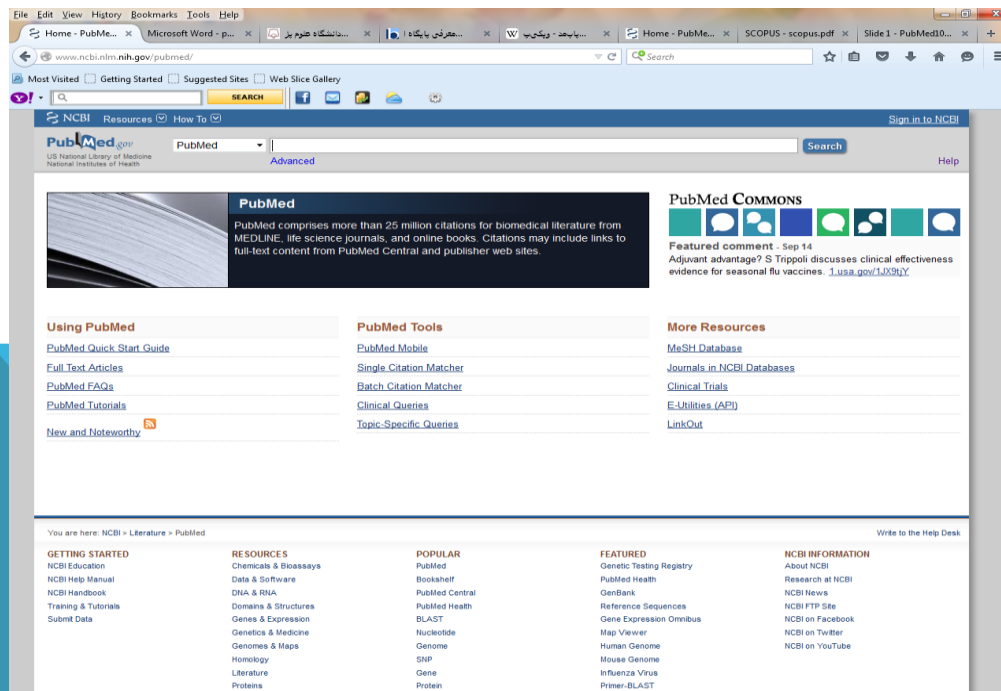 File Edit View History Bookmarks Tools Help
Home - PubMe... × Microsoft Word - p... × دانشگاه علوم پز... × معرفی پایگاه ا... × پاب‌مد - ویکی‌پ... × Home - PubMe... × SCOPUS - scopus.pdf × Slide 1 - PubMed10... × +
www.ncbi.nlm.nih.gov/pubmed/ Search
Most Visited Getting Started Suggested Sites Web Slice Gallery
Y! SEARCH
NCBI Resources How To Sign in to NCBI
PubMed.gov PubMed Search
US National Library of Medicine
National Institutes of Health
Advanced Help
PubMed
PubMed comprises more than 25 million citations for biomedical literature from
MEDLINE, life science journals, and online books. Citations may include links to
full-text content from PubMed Central and publisher web sites.
PubMed COMMONS
Featured comment - Sep 14
Adjuvant advantage? S Trippoli discusses clinical effectiveness
evidence for seasonal flu vaccines. 1.usa.gov/1JX9tjY
Using PubMed
PubMed Quick Start Guide
Full Text Articles
PubMed FAQs
PubMed Tutorials
New and Noteworthy
PubMed Tools
PubMed Mobile
Single Citation Matcher
Batch Citation Matcher
Clinical Queries
Topic-Specific Queries
More Resources
MeSH Database
Journals in NCBI Databases
Clinical Trials
E-Utilities (API)
LinkOut
You are here: NCBI > Literature > PubMed Write to the Help Desk
GETTING STARTED
NCBI Education
NCBI Help Manual
NCBI Handbook
Training & Tutorials
Submit Data
RESOURCES
Chemicals & Bioassays
Data & Software
DNA & RNA
Domains & Structures
Genes & Expression
Genetics & Medicine
Genomes & Maps
Homology
Literature
Proteins
POPULAR
PubMed
Bookshelf
PubMed Central
PubMed Health
BLAST
Nucleotide
Genome
SNP
Gene
Protein
FEATURED
Genetic Testing Registry
PubMed Health
GenBank
Reference Sequences
Gene Expression Omnibus
Map Viewer
Human Genome
Mouse Genome
Influenza Virus
Primer-BLAST
NCBI INFORMATION
About NCBI
Research at NCBI
NCBI News
NCBI FTP Site
NCBI on Facebook
NCBI on Twitter
NCBI on YouTube